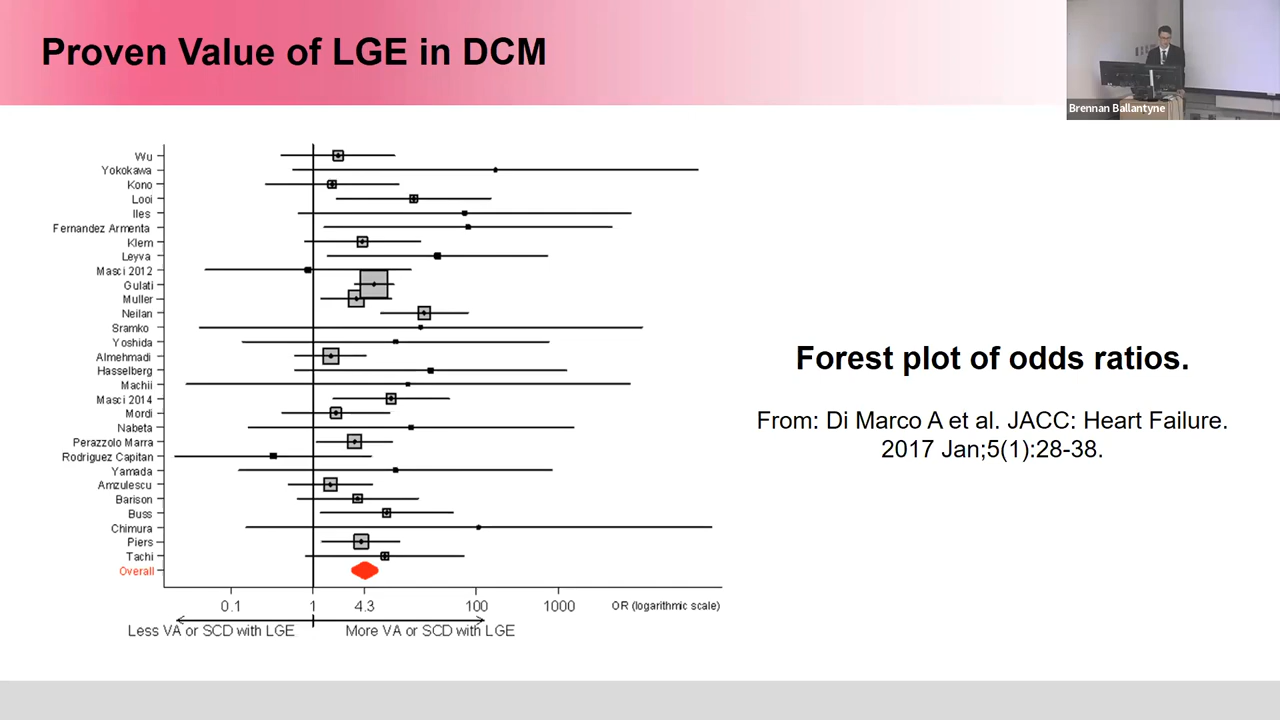 Proven Value of LGE in DCM
Brennan Ballantyne
Wu
Yokokawa
Kono
Looi
Iles
Fernandez Armenta
Klem
Leyva
Masci 2012
Gulati
Muller
Neilan
Sramko
Yoshida
Almehmadi
Hasselberg
Machii
Masci 2014
Mordi
Nabeta
Perazzolo Marra
Rodriguez Capitan
Yamada
Amzulescu
Barison
Buss
Chimura
Piers
Tachi
Overall
0.1 1 4.3 100 1000 OR (logarithmic scale)
Less VA or SCD with LGE More VA or SCD with LGE
Forest plot of odds ratios.
From: Di Marco A et al. JACC: Heart Failure.
2017 Jan;5(1):28-38.